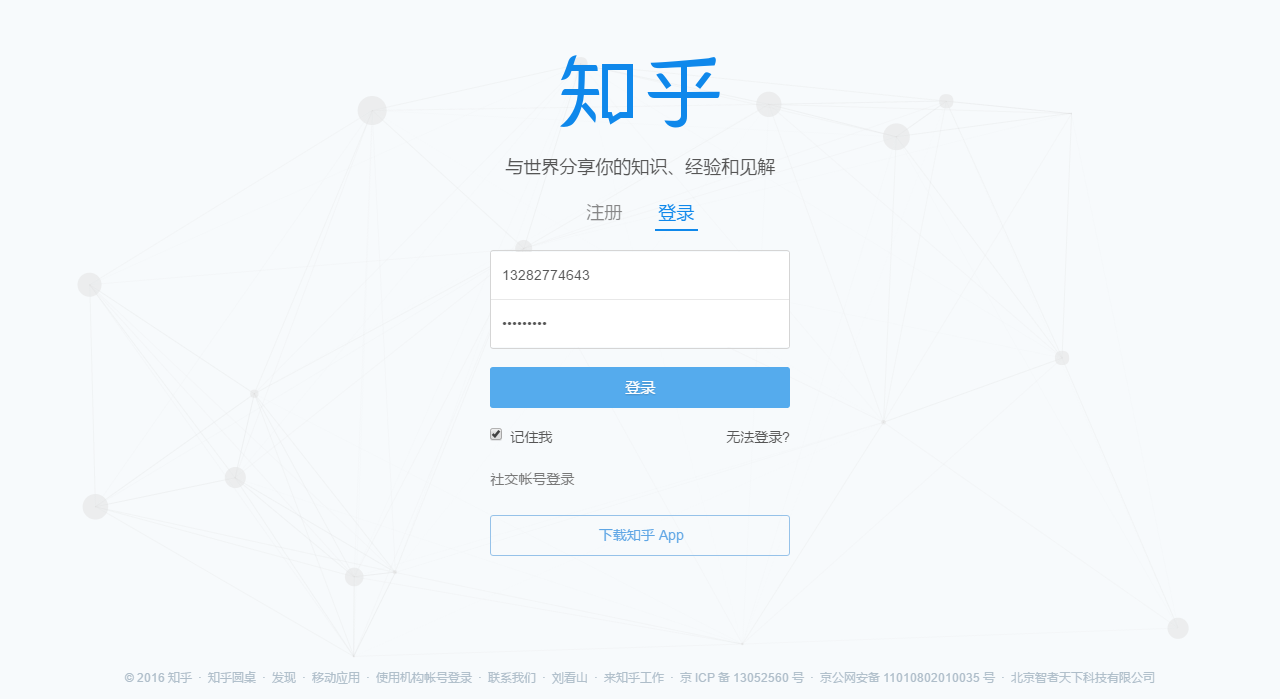 知乎
与世界分享你的知识、经验和见解
注册 登录
13282774643
•••••••••
登录
记住我 无法登录?
社交帐号登录
下载知乎 App
© 2016 知乎 · 知乎圆桌 · 发现 · 移动应用 · 使用机构帐号登录 · 联系我们 · 刘看山 · 来知乎工作 · 京 ICP 备 13052560 号 · 京公网安备 11010802010035 号 · 北京智者天下科技有限公司